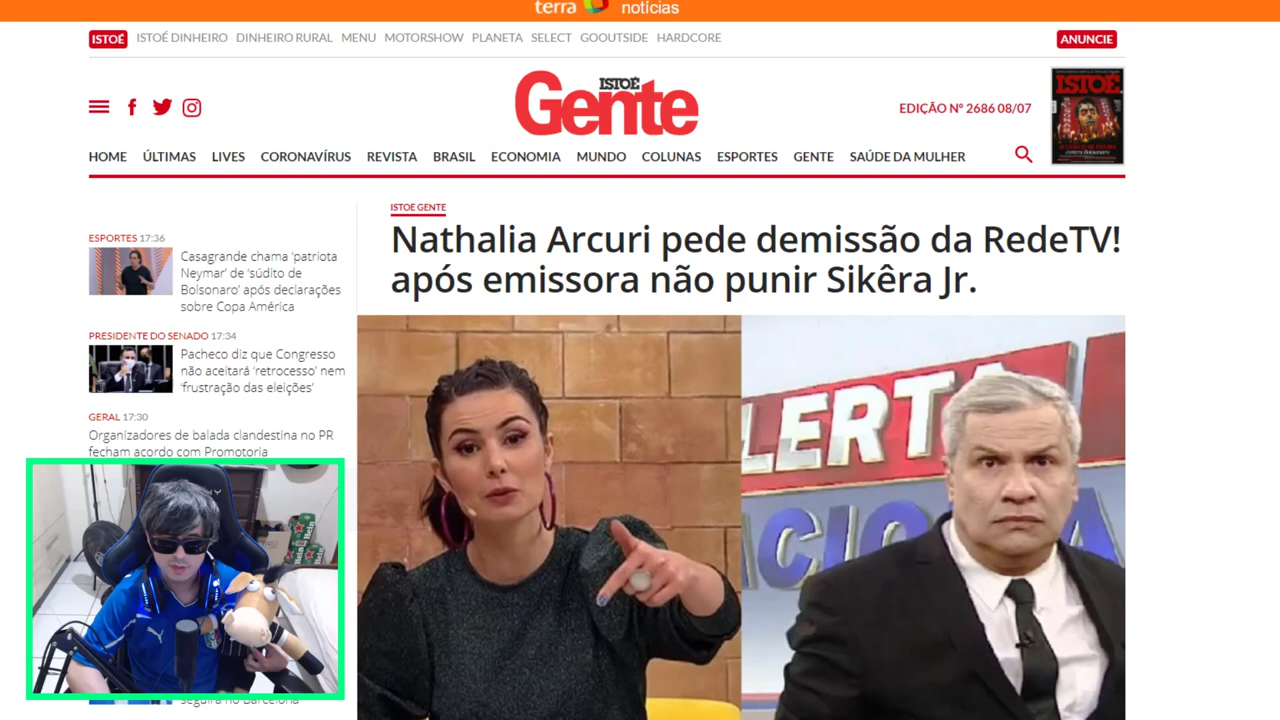 terra notícias
ISTOÉ ISTOÉ DINHEIRO DINHEIRO RURAL MENU MOTORSHOW PLANETA SELECT GOOUTSIDE HARDCORE ANUNCIE
ISTOÉ
Gente
EDIÇÃO Nº 2686 08/07
ISTOÉ
HOME ÚLTIMAS LIVES CORONAVÍRUS REVISTA BRASIL ECONOMIA MUNDO COLUNAS ESPORTES GENTE SAÚDE DA MULHER
ISTOÉ GENTE
Nathalia Arcuri pede demissão da RedeTV!
após emissora não punir Sikêra Jr.
ESPORTES 17:36
Casagrande chama ‘patriota
Neymar’ de ‘súdito de
Bolsonaro’ após declarações
sobre Copa América
PRESIDENTE DO SENADO 17:34
Pacheco diz que Congresso
não aceitará ‘retrocesso’ nem
‘frustração das eleições’
GERAL 17:30
Organizadores de balada clandestina no PR
fecham acordo com Promotoria
seguirá no Barcelona
LERTA
CIONA